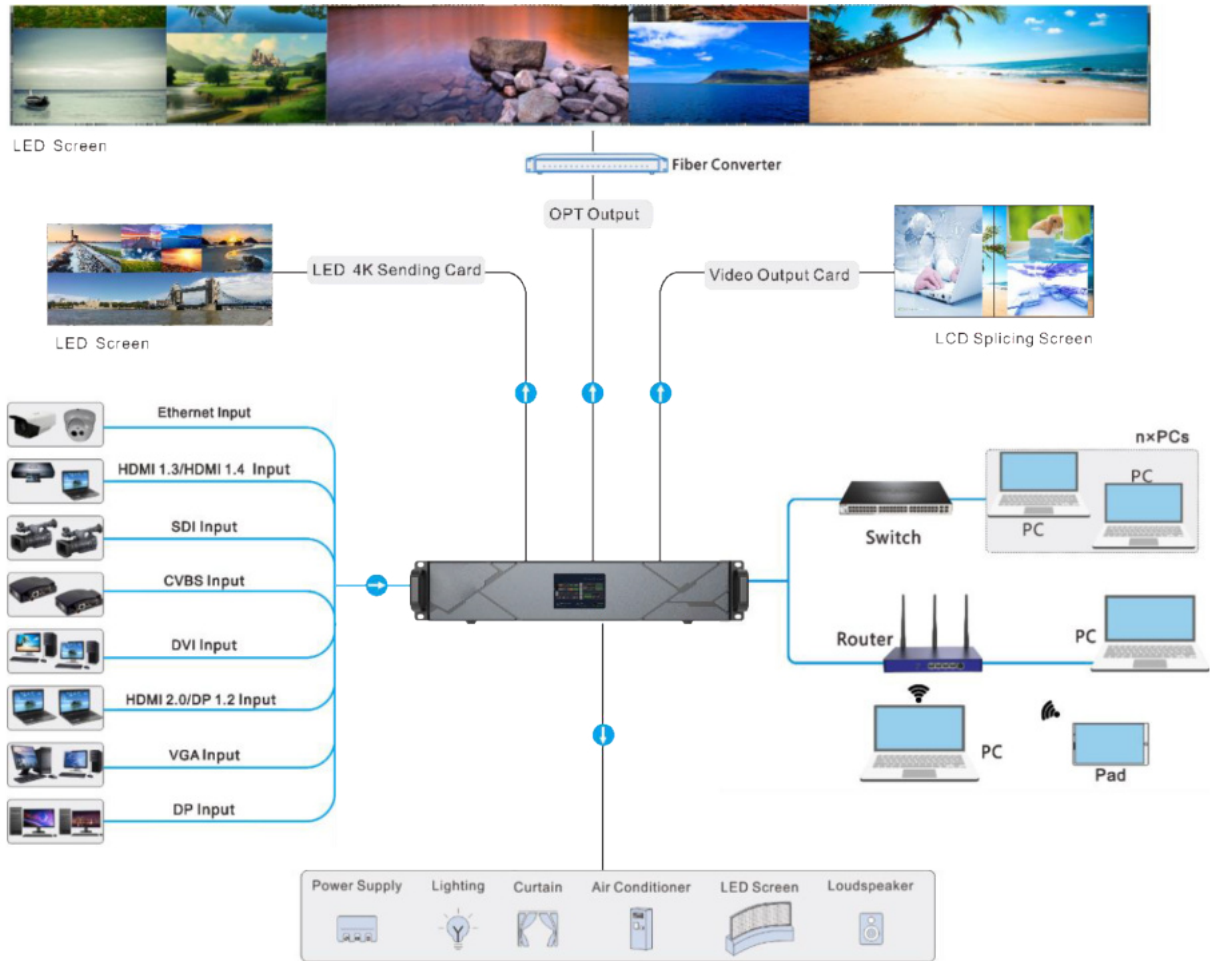 LED Screen
Fiber Converter
OPT Output
LED 4K Sending Card
Video Output Card
LED Screen
LCD Splicing Screen
Ethernet Input
HDMI 1.3/HDMI 1.4 Input
SDI Input
CVBS Input
DVI Input
HDMI 2.0/DP 1.2 Input
VGA Input
DP Input
n×PCs
PC
PC
Switch
Router
PC
PC
Pad
Power Supply
Lighting
Curtain
Air Conditioner
LED Screen
Loudspeaker